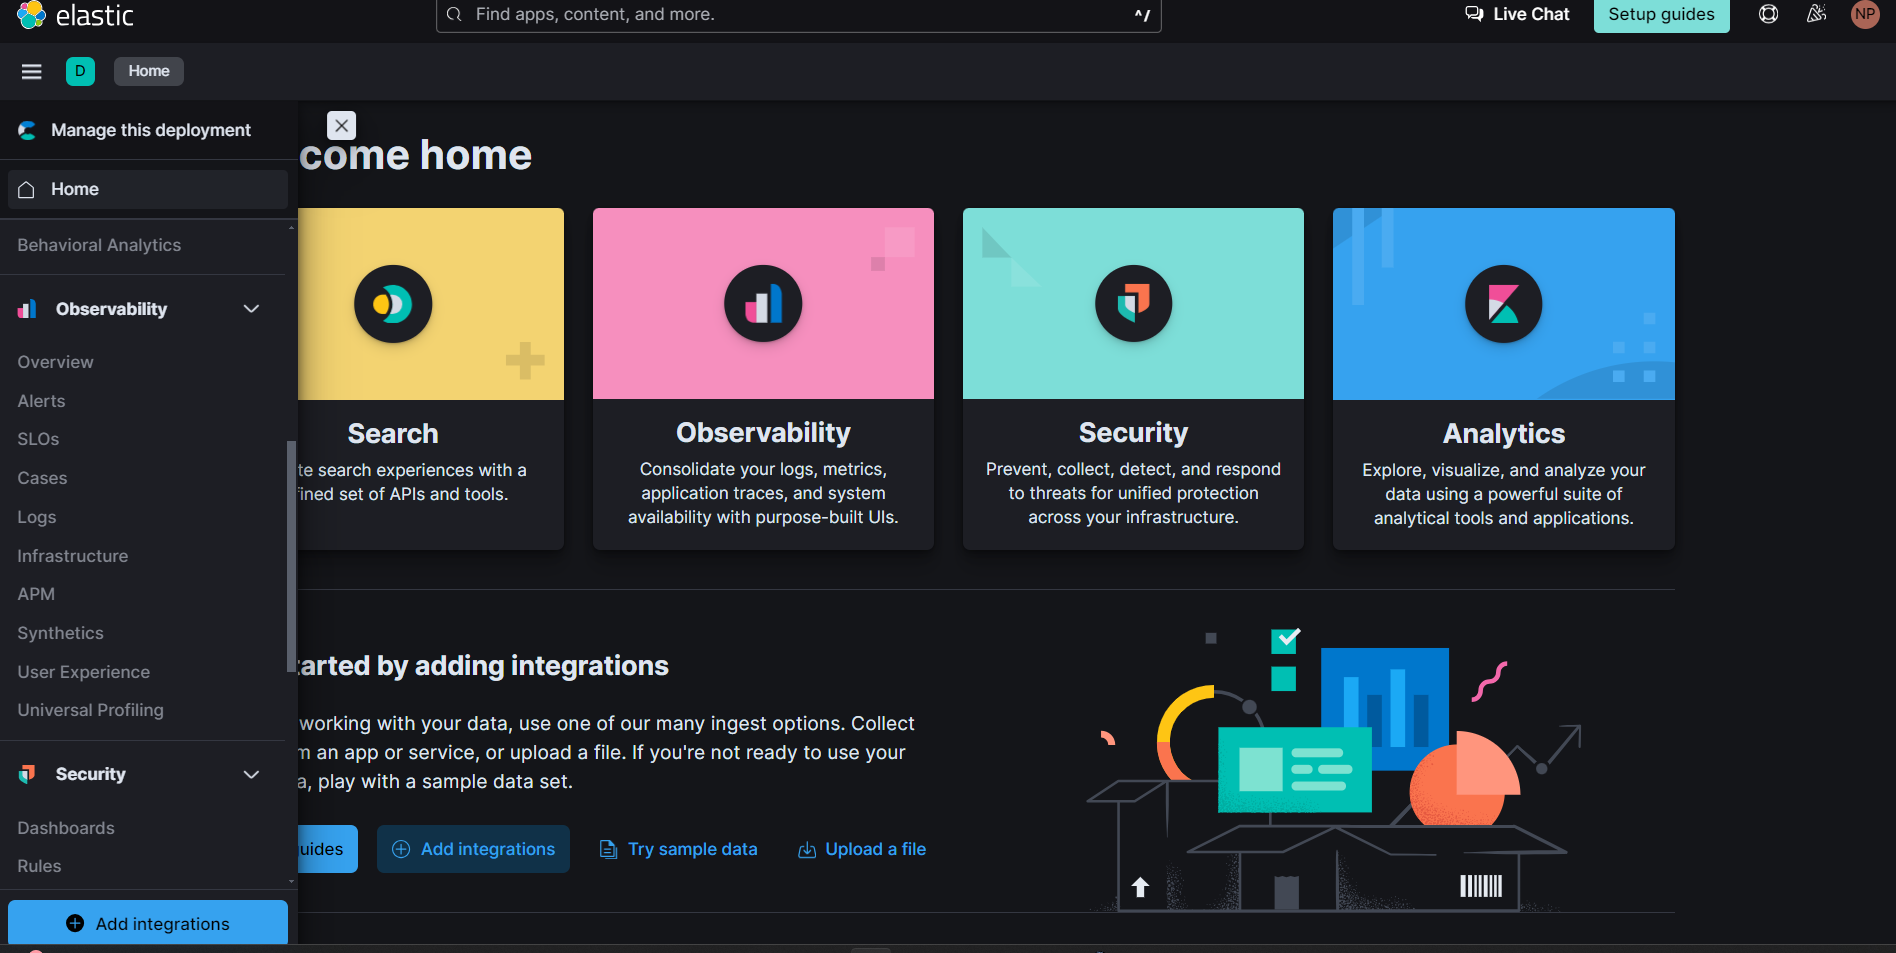 elastic
Find apps, content, and more.
^/
Live Chat
Setup guides
NP
D
Home
Manage this deployment
Home
Behavioral Analytics
Observability
Overview
Alerts
SLOs
Cases
Logs
Infrastructure
APM
Synthetics
User Experience
Universal Profiling
Security
Dashboards
Rules
Add integrations
come home
Search
te search experiences with a
fined set of APIs and tools.
Observability
Consolidate your logs, metrics,
application traces, and system
availability with purpose-built UIs.
Security
Prevent, collect, detect, and respond
to threats for unified protection
across your infrastructure.
Analytics
Explore, visualize, and analyze your
data using a powerful suite of
analytical tools and applications.
tarted by adding integrations
working with your data, use one of our many ingest options. Collect
m an app or service, or upload a file. If you're not ready to use your
a, play with a sample data set.
uides
Add integrations
Try sample data
Upload a file